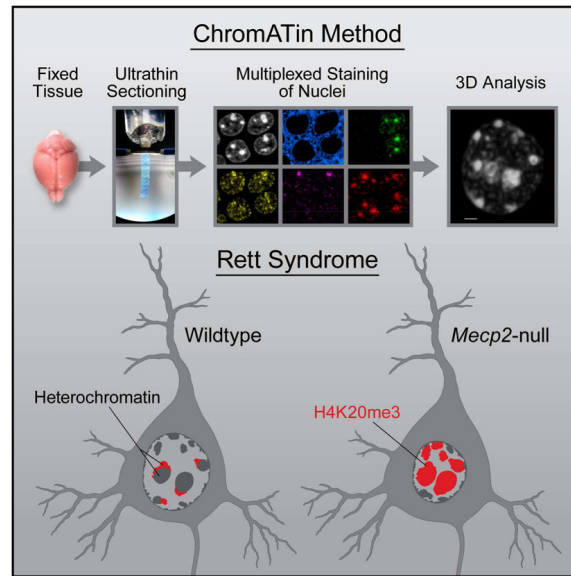 ChromATin Method
Fixed
Tissue
Ultrathin
Sectioning
Multiplexed Staining
of Nuclei
3D Analysis
Rett Syndrome
Wildtype
Mecp2-null
Heterochromatin
H4K20me3